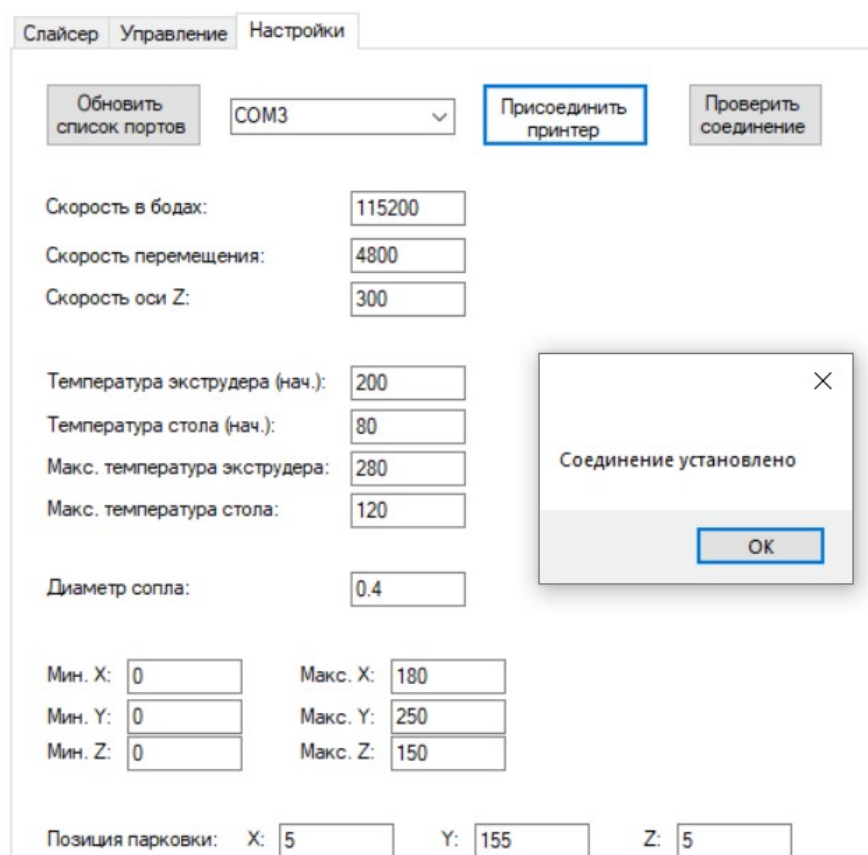 Слайсер Управление Настройки
Обновить
список портов
COM3
Присоединить
принтер
Проверить
соединение
Скорость в бодах: 115200
Скорость перемещения: 4800
Скорость оси Z: 300
Температура экструдера (нач.): 200
Температура стола (нач.): 80
Макс. температура экструдера: 280
Макс. температура стола: 120
Соединение установлено
OK
Диаметр сопла: 0.4
Мин. X: 0 Макс. X: 180
Мин. Y: 0 Макс. Y: 250
Мин. Z: 0 Макс. Z: 150
Позиция парковки: X: 5 Y: 155 Z: 5